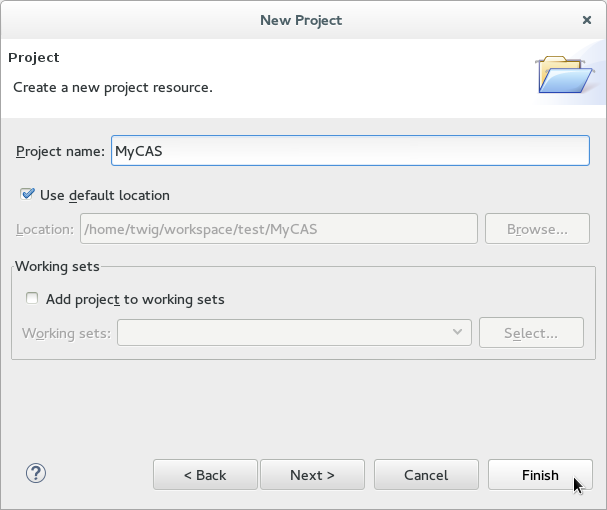 New Project
Project
Create a new project resource.
Project name: MyCAS
Use default location
Location: /home/twig/workspace/test/MyCAS Browse...
Working sets
Add project to working sets
Working sets: Select...
? < Back Next > Cancel Finish